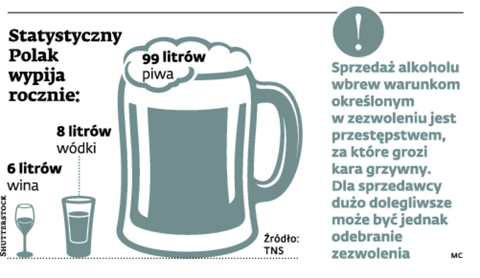 Statystyczny
Polak
wypija
rocznie:
99 litrów
piwa
8 litrów
wódki
6 litrów
wina
SHUTTERSTOCK
Źródło:
TNS
!
Sprzedaż alkoholu
wbrew warunkom
określonym
w zezwoleniu jest
przestępstwem,
za które grozi
kara grzywny.
Dla sprzedawcy
dużo dolegliwsze
może być jednak
odebranie
zezwolenia
MC